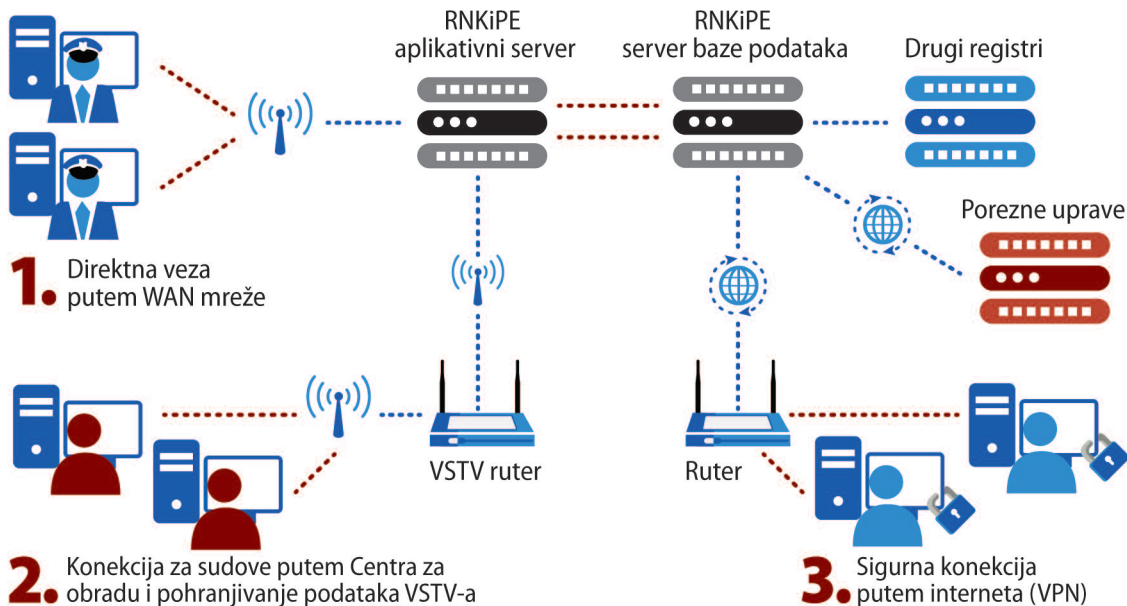 RNKiPE
aplikativni server
RNKiPE
server baze podataka
Drugi registri
Porezne uprave
1. Direktna veza
putem WAN mreže
VSTV ruter
Ruter
2. Konekcija za sudove putem Centra za
obradu i pohranjivanje podataka VSTV-a
3. Sigurna konekcija
putem interneta (VPN)